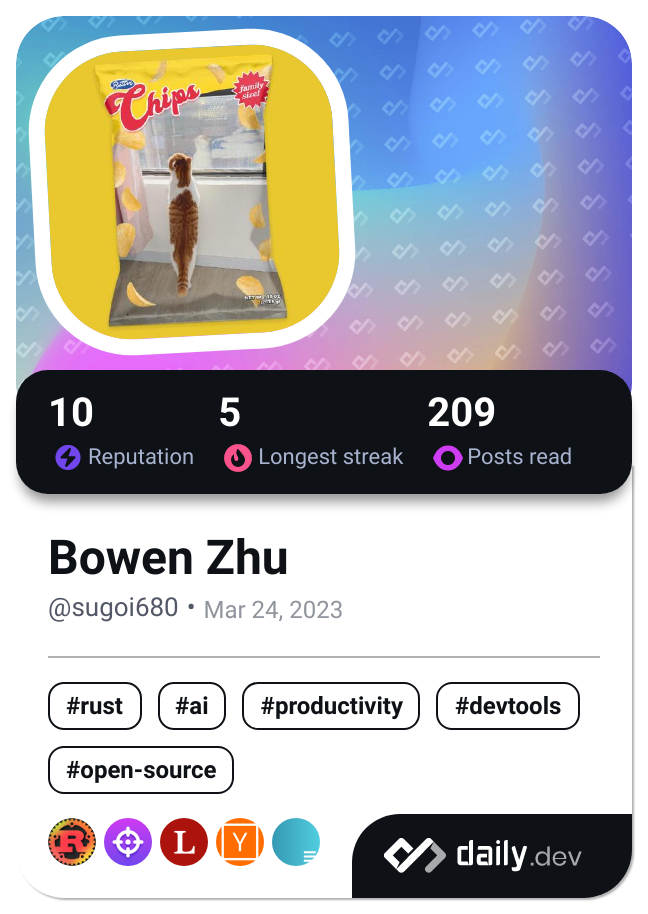 Chips
family
size!
10
5
209
Reputation
Longest streak
Posts read
Bowen Zhu
@sugoi680 • Mar 24, 2023
#rust
#ai
#productivity
#devtools
#open-source
R
L
Y
daily.dev